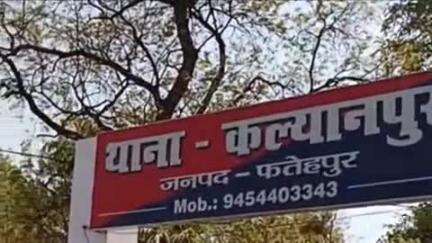 थाना - कल्यानपुर
जनपद - फतेहपुर
Mob.: 9454403343